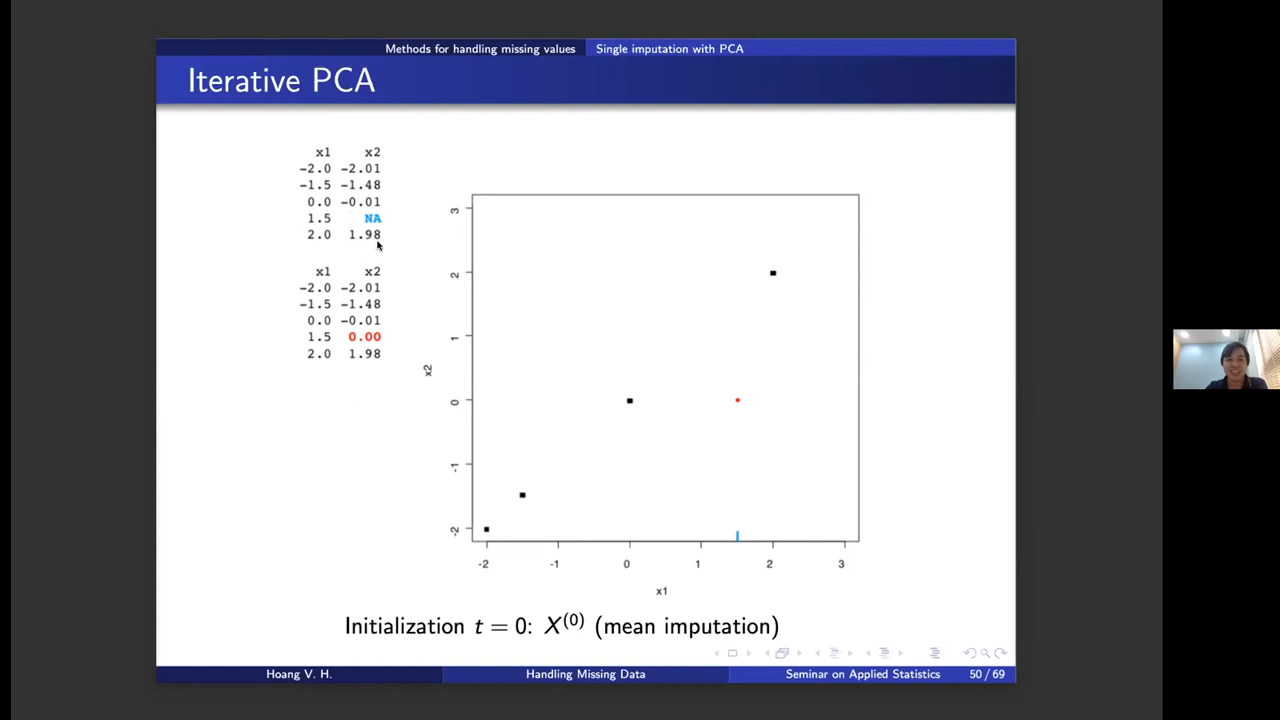 Methods for handling missing values Single imputation with PCA
Iterative PCA
x1 x2
-2.0 -2.01
-1.5 -1.48
0.0 -0.01
1.5 NA
2.0 1.98
x1 x2
-2.0 -2.01
-1.5 -1.48
0.0 -0.01
1.5 0.00
2.0 1.98
3
2
1
0
-1
-2
x2
-2 -1 0 1 2 3
x1
Initialization t = 0: X(0) (mean imputation)
Hoang V. H. Handling Missing Data Seminar on Applied Statistics 50 / 69